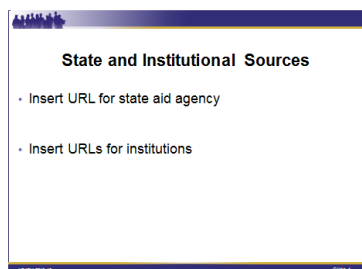 State and Institutional Sources
• Insert URL for state aid agency
• Insert URLs for institutions